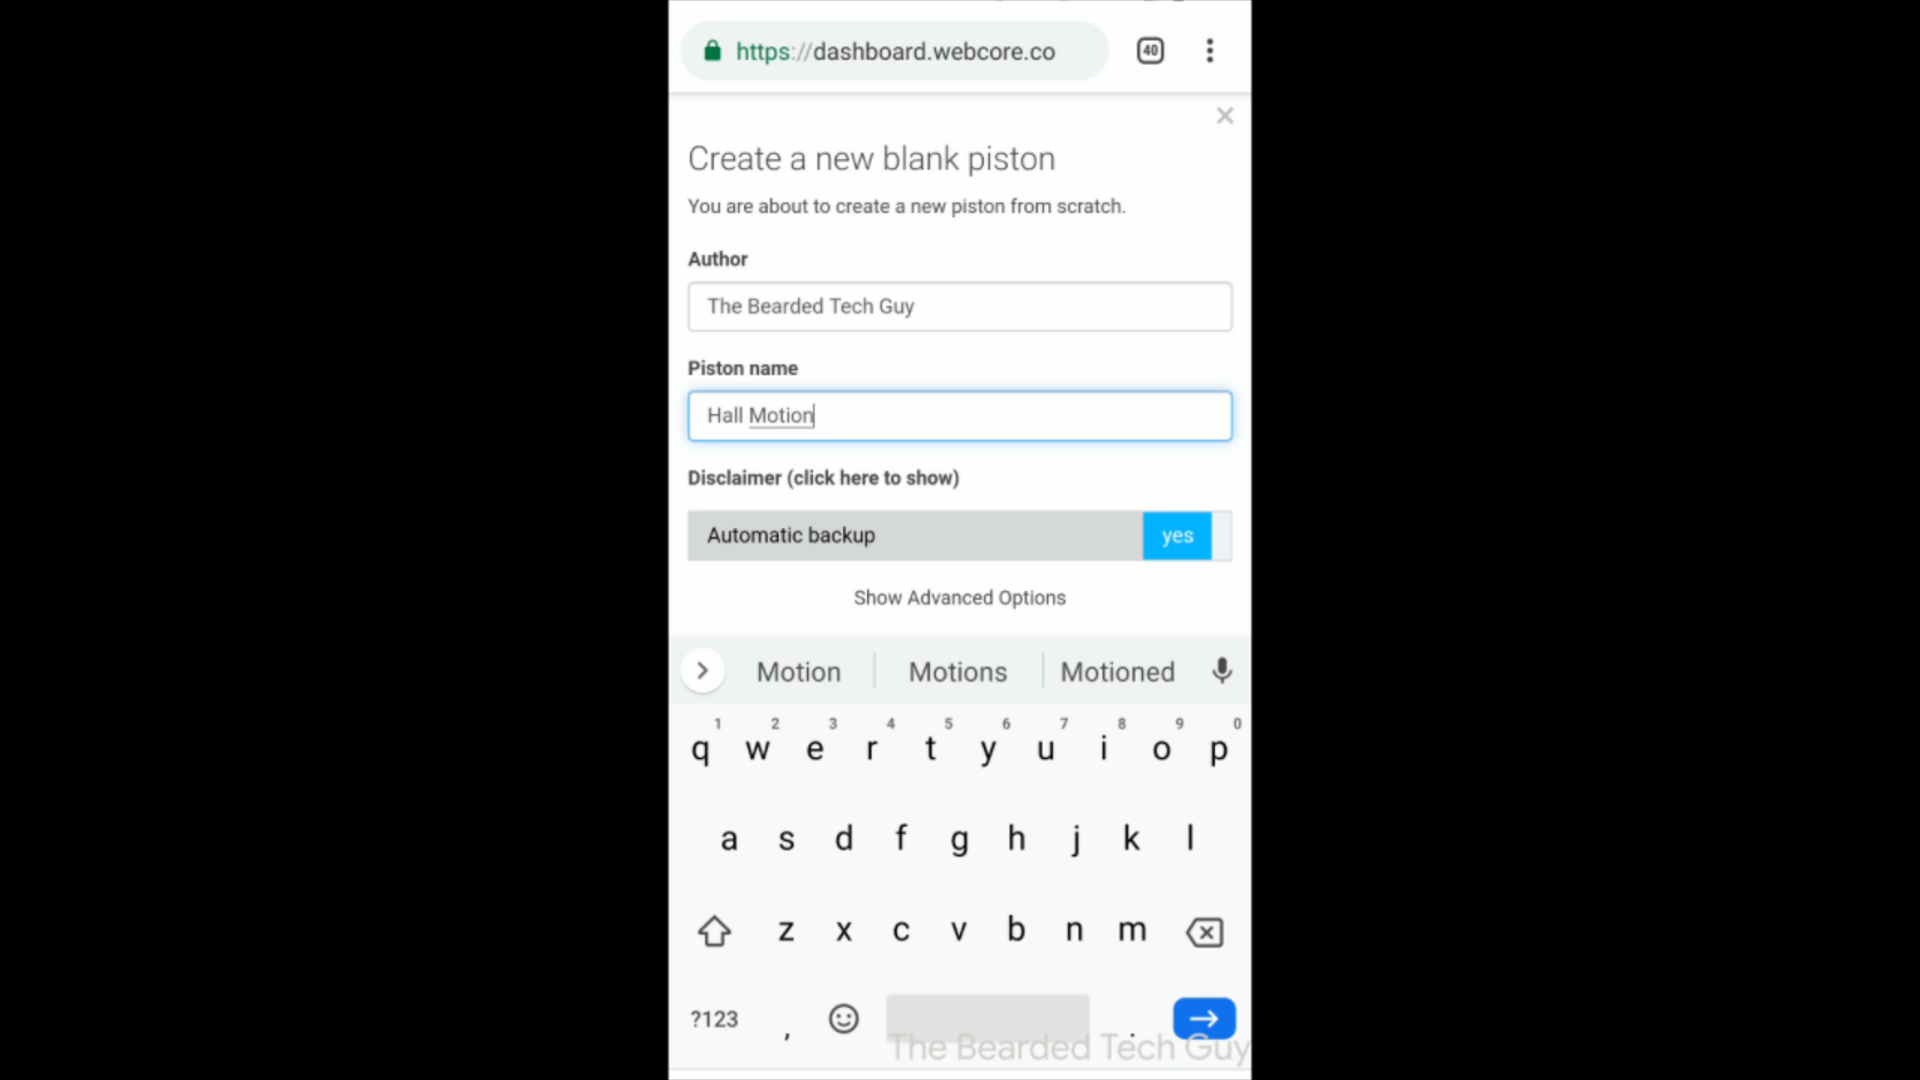 https://dashboard.webcore.co
40
Create a new blank piston
You are about to create a new piston from scratch.
Author
The Bearded Tech Guy
Piston name
Hall Motion
Disclaimer (click here to show)
Automatic backup yes
Show Advanced Options
Motion Motions Motioned
1 2 3 4 5 6 7 8 9 0
q w e r t y u i o p
a s d f g h j k l
z x c v b n m
?123 , .
The Bearded Tech Guy